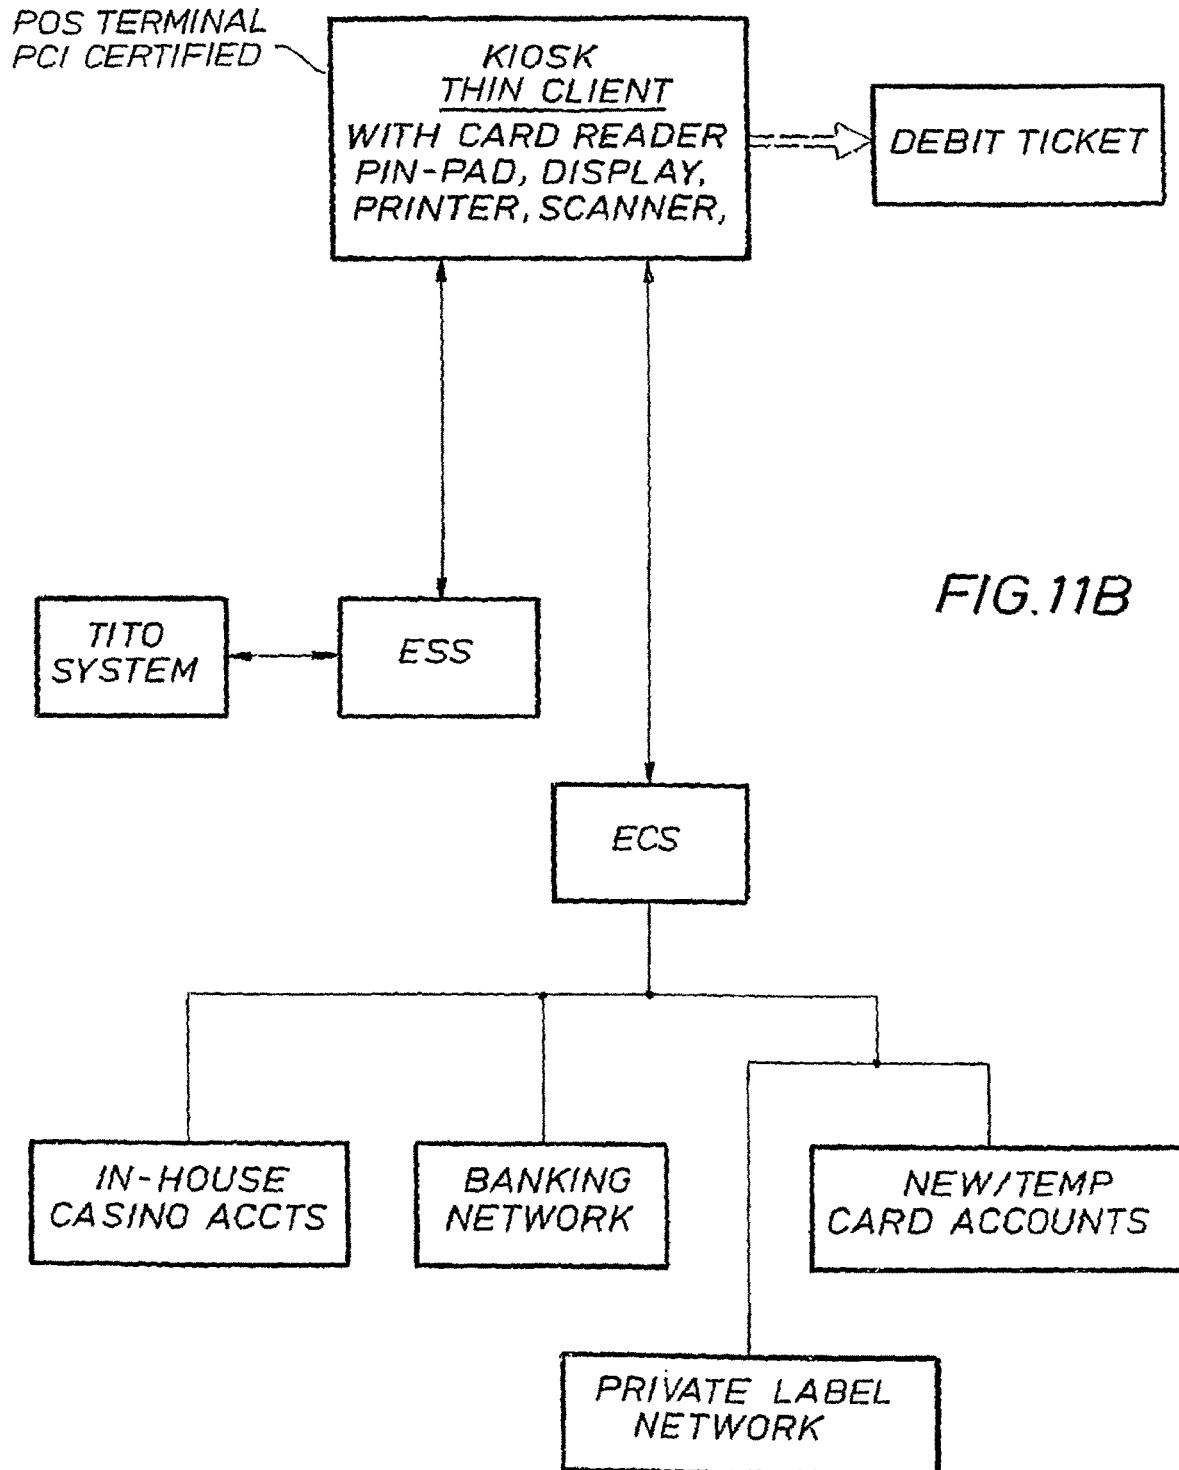 POS TERMINAL
PCI CERTIFIED
KIOSK
THIN CLIENT
WITH CARD READER
PIN-PAD, DISPLAY,
PRINTER, SCANNER,
DEBIT TICKET
TITO
SYSTEM
ESS
FIG.11B
ECS
IN-HOUSE
CASINO ACCTS
BANKING
NETWORK
NEW/TEMP
CARD ACCOUNTS
PRIVATE LABEL
NETWORK